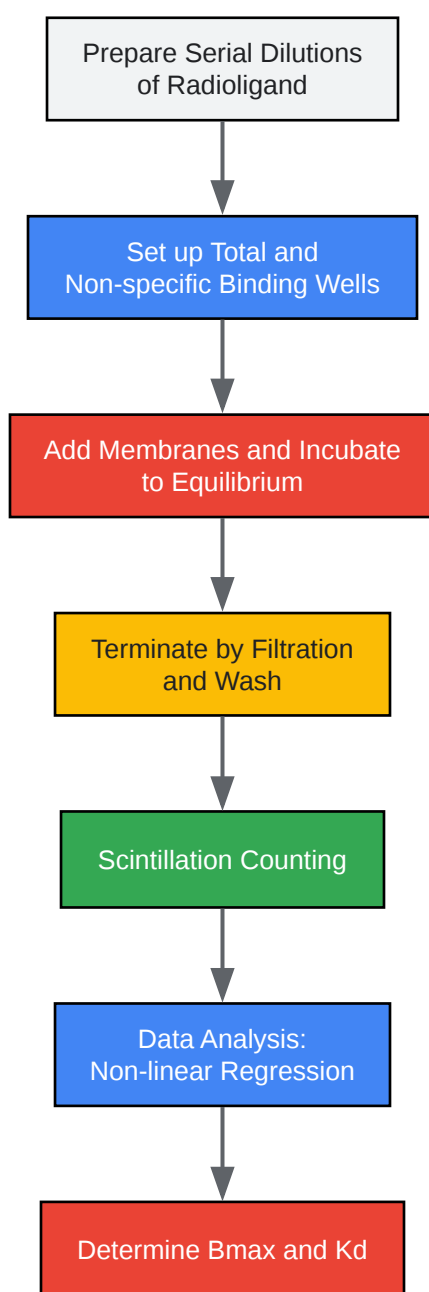 Prepare Serial Dilutions
of Radioligand
Set up Total and
Non-specific Binding Wells
Add Membranes and Incubate
to Equilibrium
Terminate by Filtration
and Wash
Scintillation Counting
Data Analysis:
Non-linear Regression
Determine Bmax and Kd